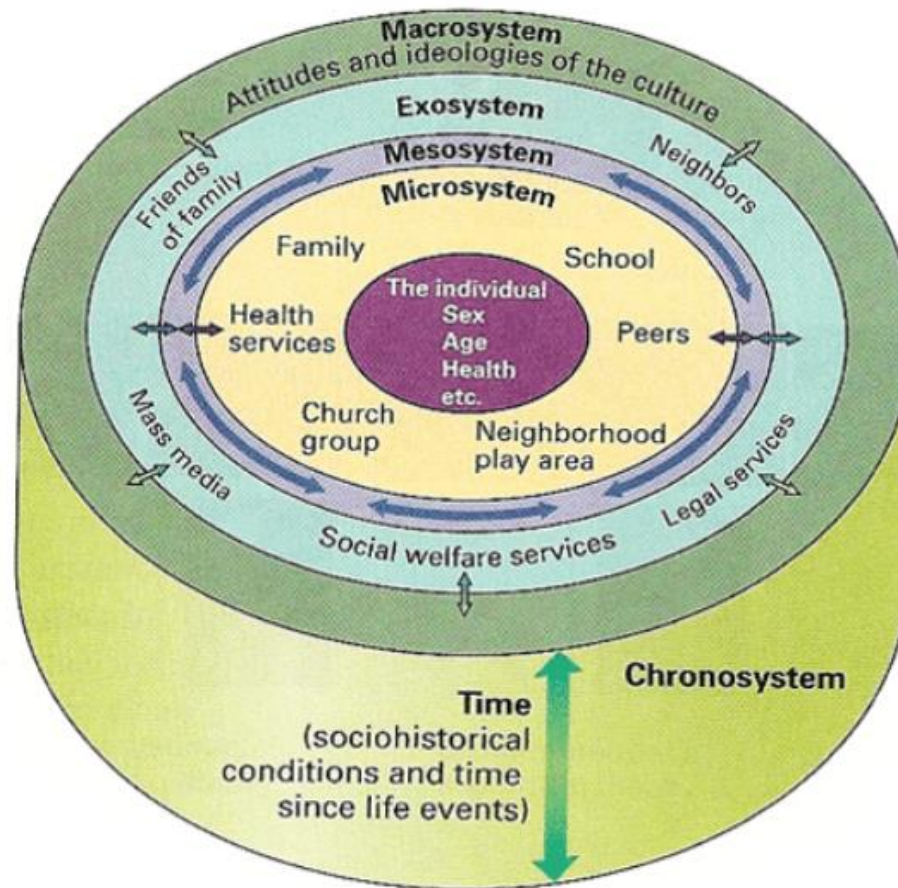 Macrosystem
Attitudes and ideologies of the culture
Exosystem
Mesosystem
Microsystem
Friends
of family
Neighbors
Family
School
The individual
Sex
Age
Health
etc.
Health
services
Peers
Church
group
Neighborhood
play area
Mass media
Legal services
Social welfare services
Chronosystem
Time
(sociohistorical
conditions and time
since life events)